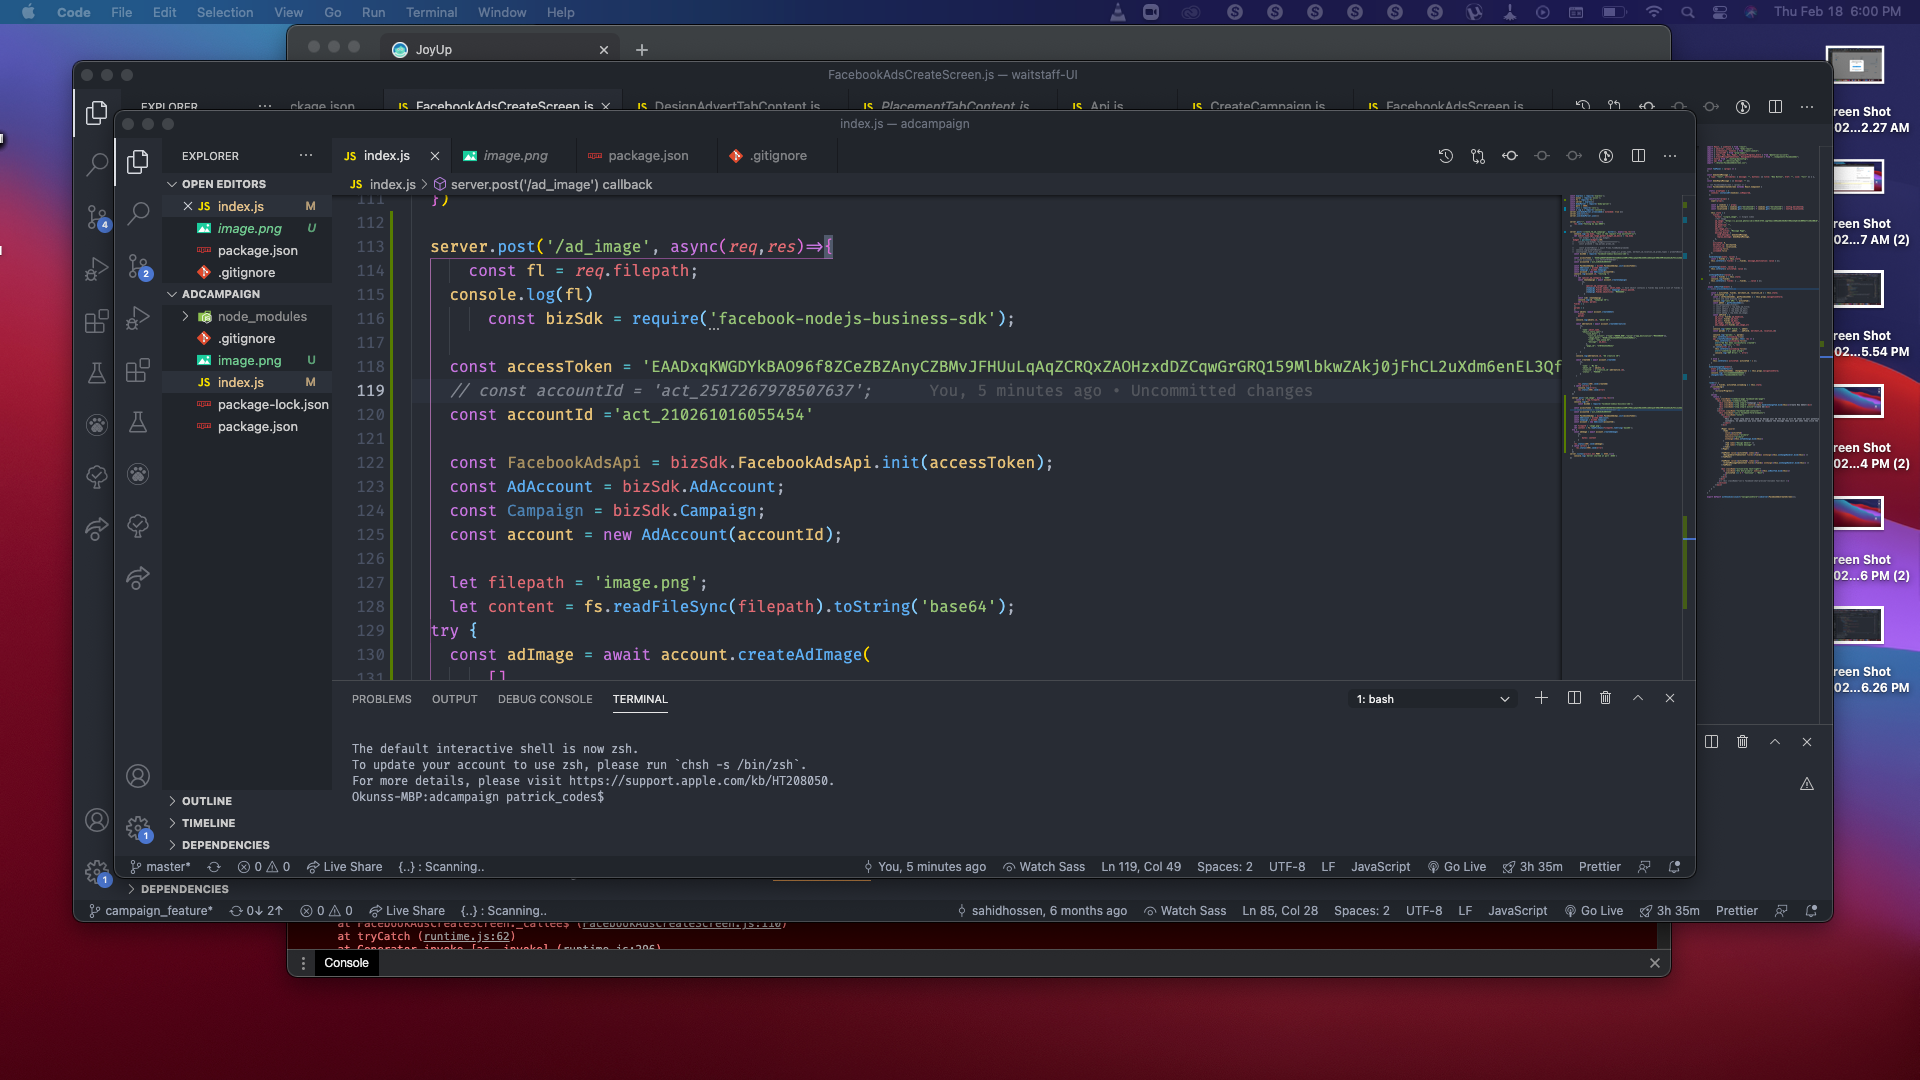 Code File Edit Selection View Go Run Terminal Window Help Thu Feb 18 6:00 PM
JoyUp
FacebookAdsCreateScreen.js — waitstaff-UI
EXPLORER ckage.json JS FacebookAdsCreateScreen.js JS DesignAdvertTabContent.js JS PlacementTabContent.js JS Api.js JS CreateCampaign.js JS FacebookAdsScreen.js
index.js — adcampaign
EXPLORER JS index.js image.png package.json .gitignore
JS index.js > server.post('/ad_image') callback
OPEN EDITORS
JS index.js M
image.png U
package.json
.gitignore
ADCAMPAIGN
node_modules
.gitignore
image.png U
JS index.js M
package-lock.json
package.json
OUTLINE
TIMELINE
DEPENDENCIES
4
2
1
1
111 })
112
113 server.post('/ad_image', async(req,res)=>{
114 const fl = req.filepath;
115 console.log(fl)
116 const bizSdk = require('facebook-nodejs-business-sdk');
117
118 const accessToken = 'EAADxqKWGDYkBAO96f8ZCeZBZAnyCZBMvJFHUuLqAqZCRQxZAOHzxdDZCqwGrGRQ159MlbkwZAkj0jFhCL2uXdm6enEL3Qf
119 // const accountId = 'act_2517267978507637'; You, 5 minutes ago • Uncommitted changes
120 const accountId ='act_210261016055454'
121
122 const FacebookAdsApi = bizSdk.FacebookAdsApi.init(accessToken);
123 const AdAccount = bizSdk.AdAccount;
124 const Campaign = bizSdk.Campaign;
125 const account = new AdAccount(accountId);
126
127 let filepath = 'image.png';
128 let content = fs.readFileSync(filepath).toString('base64');
129 try {
130 const adImage = await account.createAdImage(
131 []
PROBLEMS OUTPUT DEBUG CONSOLE TERMINAL 1: bash
The default interactive shell is now zsh.
To update your account to use zsh, please run `chsh -s /bin/zsh`.
For more details, please visit https://support.apple.com/kb/HT208050.
Okunss-MBP:adcampaign patrick_codes$
master* 0 0 Live Share {..} : Scanning.. You, 5 minutes ago Watch Sass Ln 119, Col 49 Spaces: 2 UTF-8 LF JavaScript Go Live 3h 35m Prettier
DEPENDENCIES
campaign_feature* 0↓ 2↑ 0 0 Live Share {..} : Scanning.. sahidhossen, 6 months ago Watch Sass Ln 85, Col 28 Spaces: 2 UTF-8 LF JavaScript Go Live 3h 35m Prettier
at FacebookAdsCreateScreen._callee$ (FacebookAdsCreateScreen.js:110)
at tryCatch (runtime.js:62)
at Generator.invoke [as _invoke] (runtime.js:296)
Console
reen Shot
02...2.27 AM
reen Shot
02...7 AM (2)
reen Shot
02...5.54 PM
reen Shot
02...4 PM (2)
reen Shot
02...6 PM (2)
reen Shot
02...6.26 PM